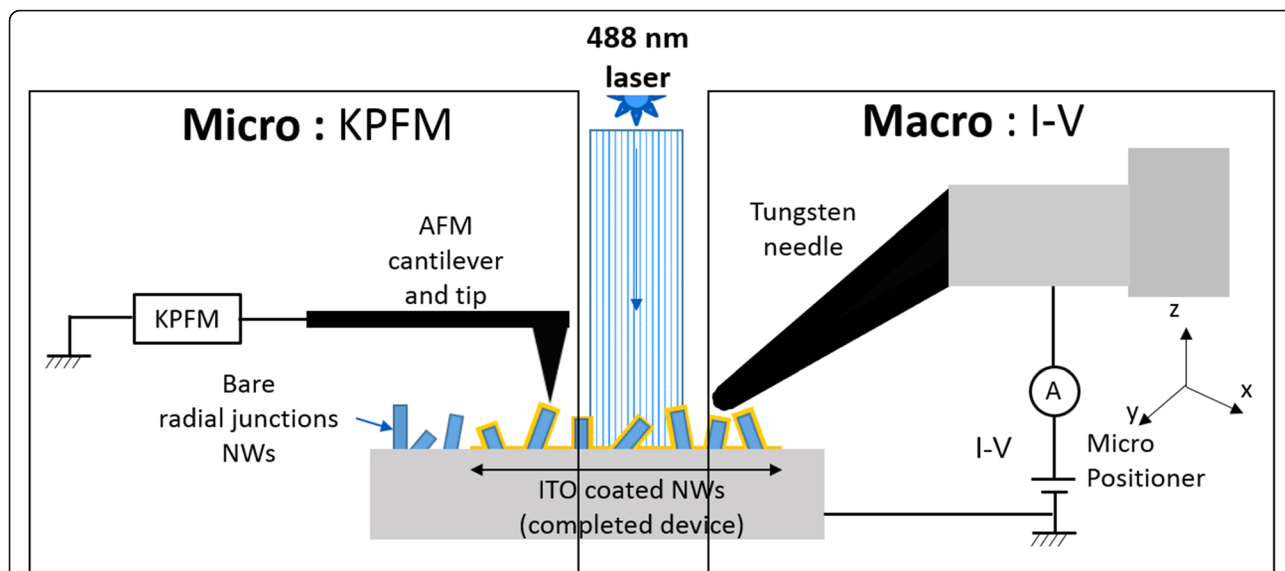 488 nm
laser
Micro : KPFM
Macro : I-V
AFM
cantilever
and tip
Tungsten
needle
KPFM
z
x
y
A
Bare
radial junctions
NWs
I-V
Micro
Positioner
ITO coated NWs
(completed device)